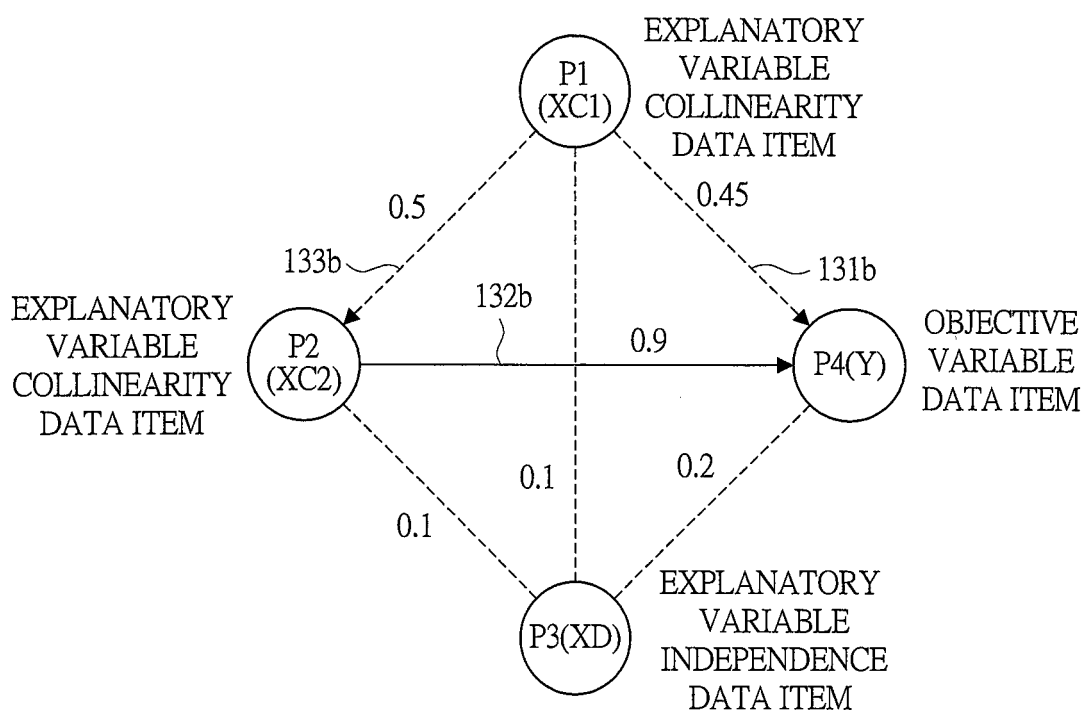 P1
(XC1)
EXPLANATORY
VARIABLE
COLLINEARITY
DATA ITEM
0.5
0.45
133b
131b
132b
EXPLANATORY
VARIABLE
COLLINEARITY
DATA ITEM
P2
(XC2)
0.9
P4(Y)
OBJECTIVE
VARIABLE
DATA ITEM
0.1
0.1
0.2
P3(XD)
EXPLANATORY
VARIABLE
INDEPENDENCE
DATA ITEM